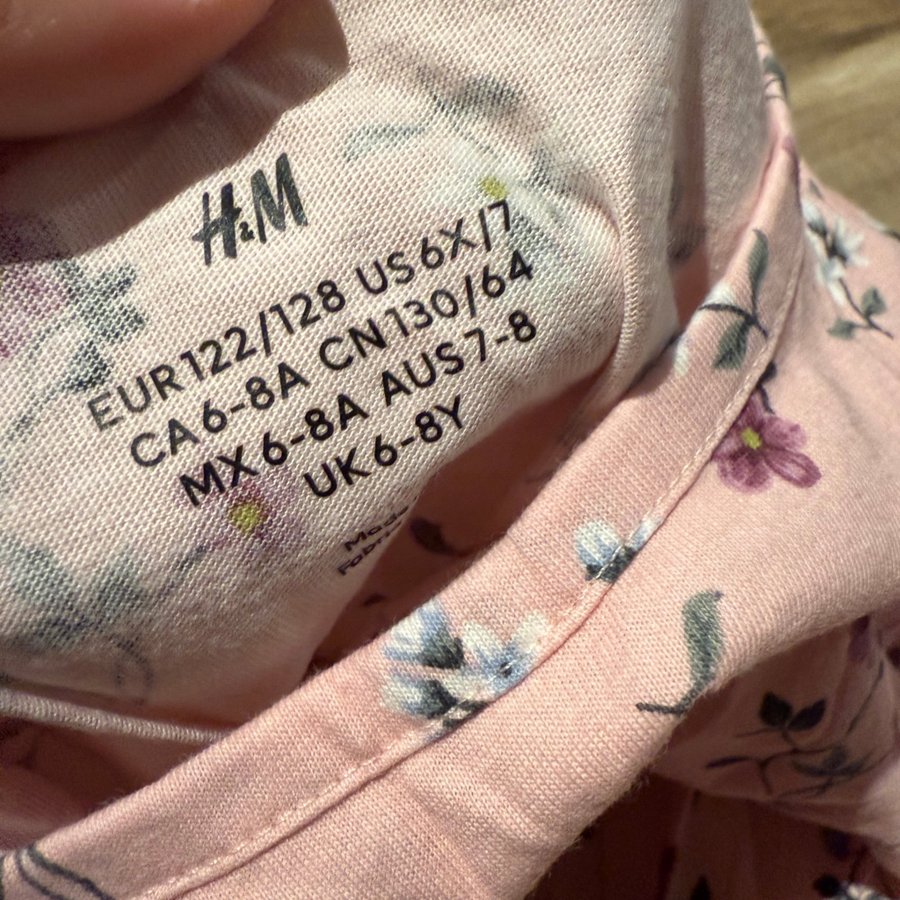 H&M
EUR 122/128 US 6X/7
CA 6-8A CN 130/64
MX 6-8A AUS 7-8
UK 6-8Y